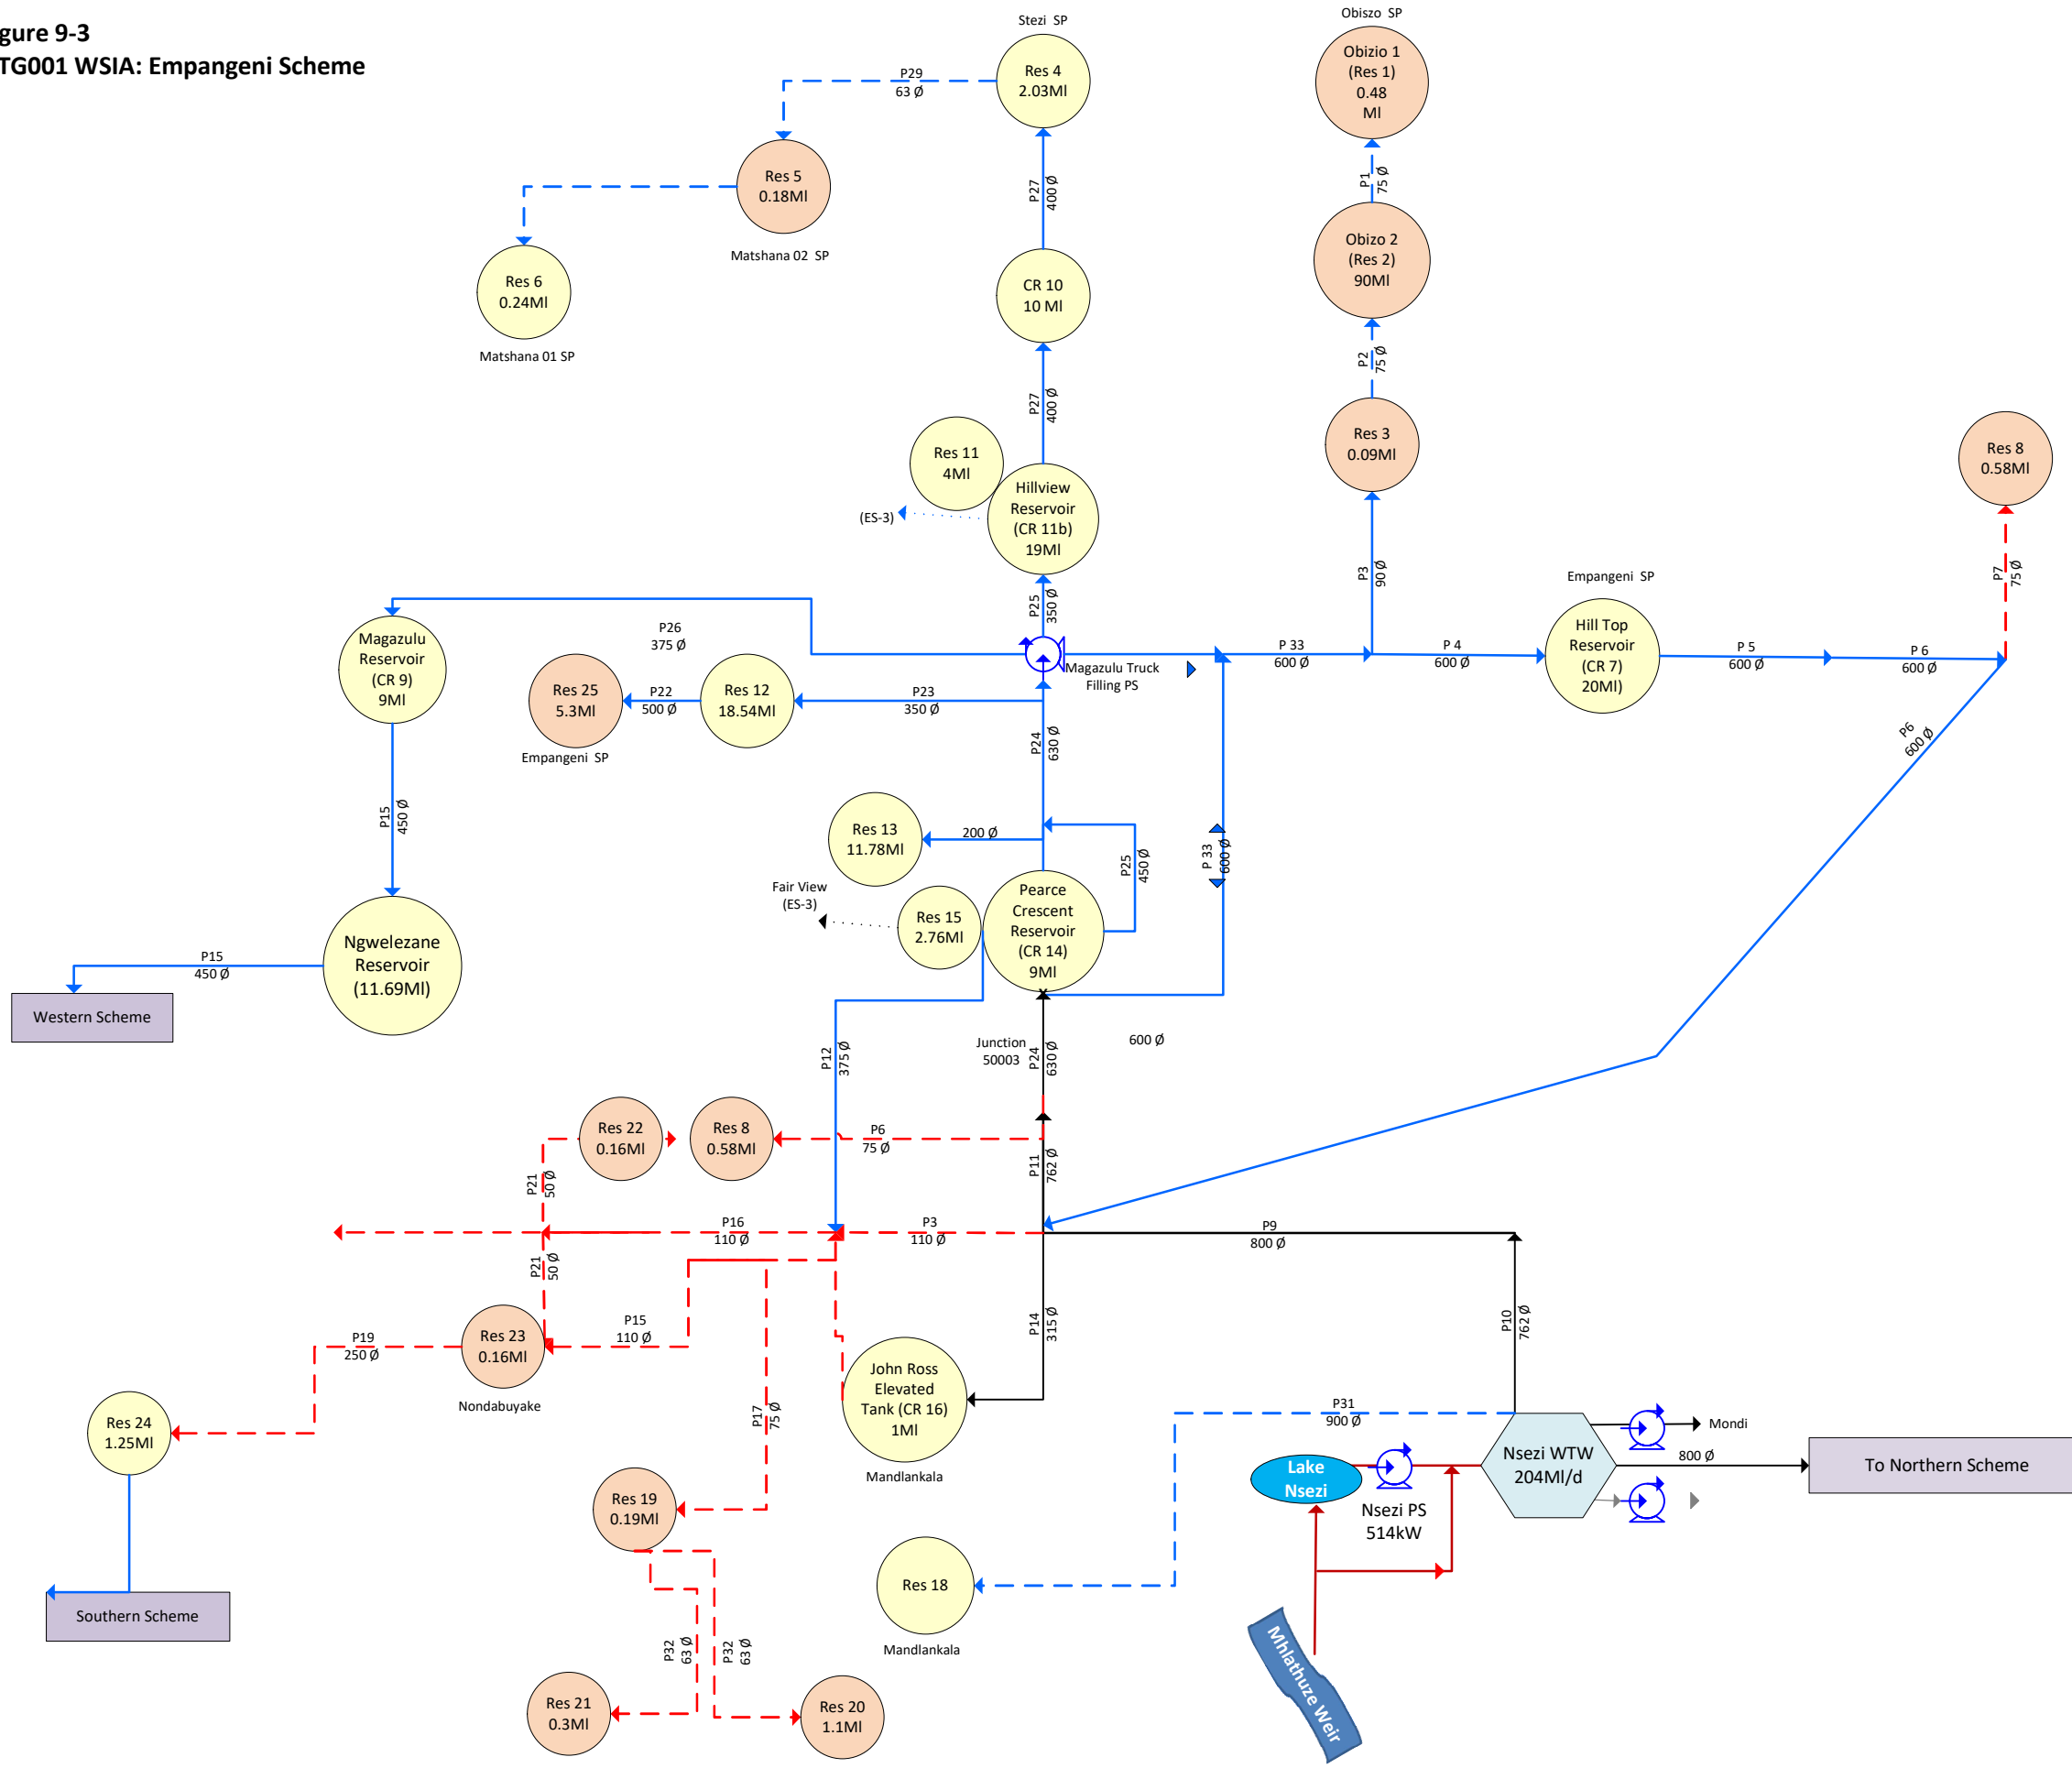 gure 9-3
TG001 WSIA: Empangeni Scheme
Stezi SP
Obiszo SP
Res 4
2.03Ml
P29
63 Ø
Obizio 1
(Res 1)
0.48
Ml
Res 5
0.18Ml
Matshana 02 SP
P27
400 Ø
P1
75 Ø
Res 6
0.24Ml
Matshana 01 SP
CR 10
10 Ml
Obizo 2
(Res 2)
90Ml
P27
400 Ø
P2
75 Ø
Res 11
4Ml
(ES-3)
Hillview
Reservoir
(CR 11b)
19Ml
Res 3
0.09Ml
Res 8
0.58Ml
P25
350 Ø
P3
90 Ø
P7
75 Ø
Empangeni SP
Magazulu
Reservoir
(CR 9)
9Ml
P26
375 Ø
Magazulu Truck
Filling PS
P 33
600 Ø
P 4
600 Ø
Hill Top
Reservoir
(CR 7)
20Ml)
P 5
600 Ø
P 6
600 Ø
Res 25
5.3Ml
Empangeni SP
P22
500 Ø
Res 12
18.54Ml
P23
350 Ø
P24
630 Ø
P6
600 Ø
P15
450 Ø
Res 13
11.78Ml
200 Ø
P25
450 Ø
P 33
600 Ø
Fair View
(ES-3)
Res 15
2.76Ml
Pearce
Crescent
Reservoir
(CR 14)
9Ml
x
Ngwelezane
Reservoir
(11.69Ml)
P15
450 Ø
Western Scheme
P12
375 Ø
Junction
50003
P24
630 Ø
600 Ø
Res 22
0.16Ml
Res 8
0.58Ml
P6
75 Ø
P11
762 Ø
P21
50 Ø
P16
110 Ø
P3
110 Ø
P9
800 Ø
P21
50 Ø
P15
110 Ø
P14
315 Ø
P10
762 Ø
P19
250 Ø
Res 23
0.16Ml
Nondabuyake
John Ross
Elevated
Tank (CR 16)
1Ml
Mandlankala
Res 24
1.25Ml
P17
75 Ø
P31
900 Ø
Mondi
Lake
Nsezi
Nsezi PS
514kW
Nsezi WTW
204Ml/d
800 Ø
To Northern Scheme
Res 19
0.19Ml
Res 18
Mandlankala
Southern Scheme
P32
63 Ø
P32
63 Ø
Mhlathuze Weir
Res 21
0.3Ml
Res 20
1.1Ml